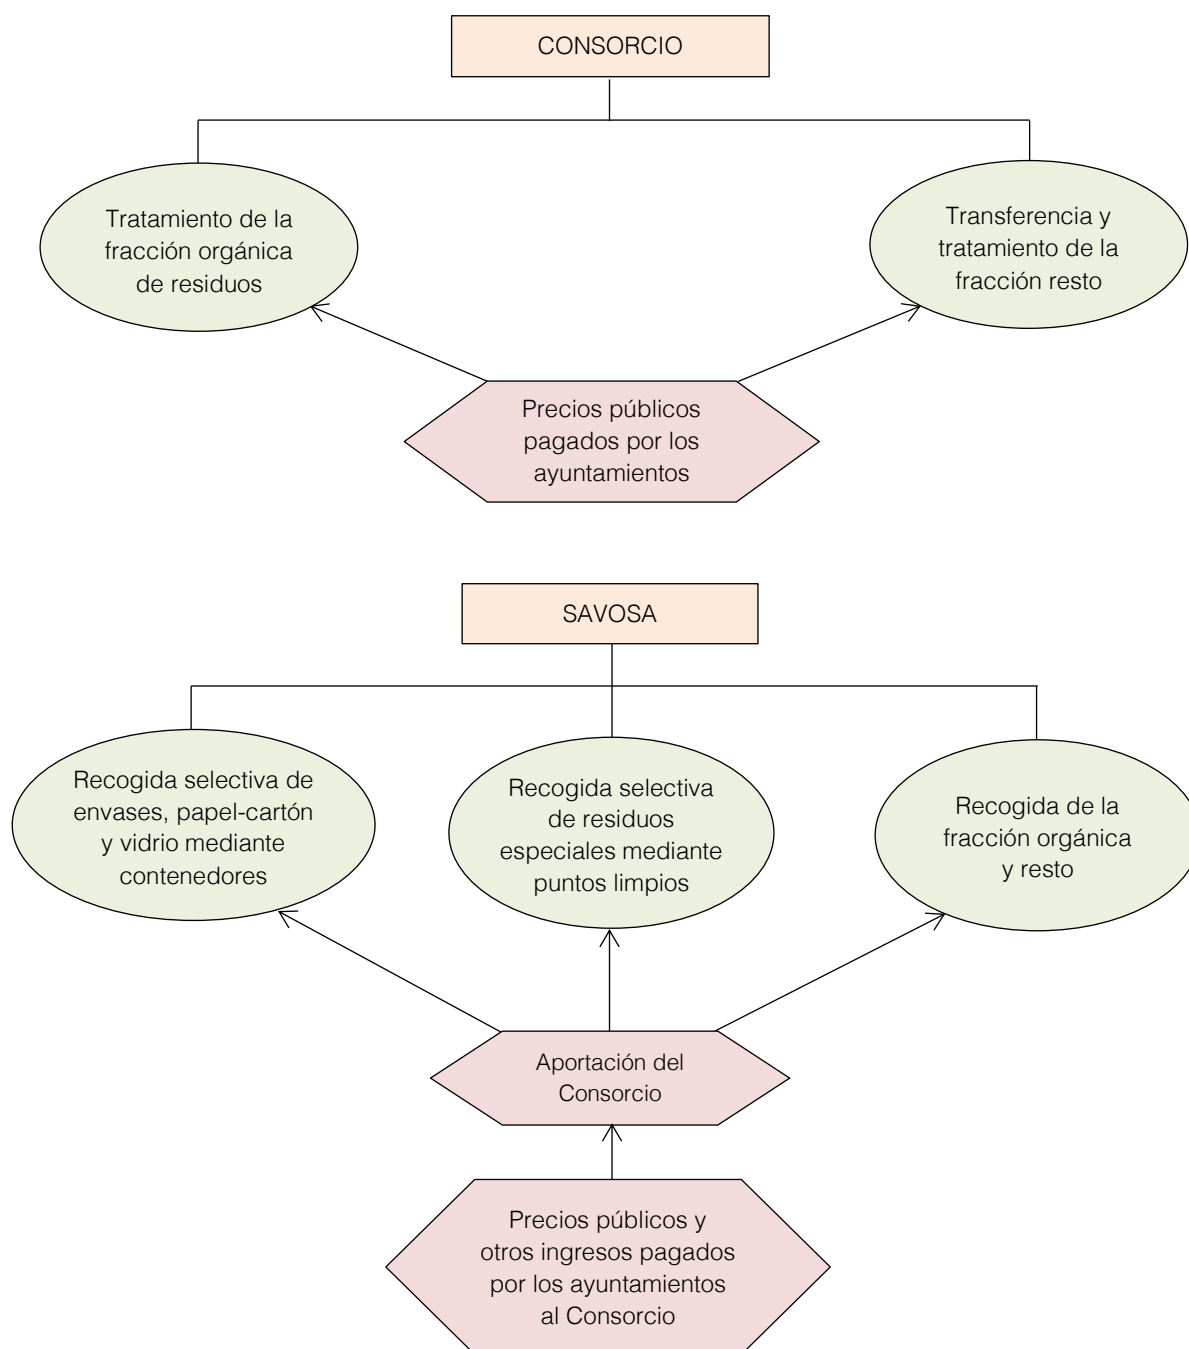 CONSORCIO
Tratamiento de la
fracción orgánica
de residuos
Transferencia y
tratamiento de la
fracción resto
Precios públicos
pagados por los
ayuntamientos
SAVOSA
Recogida selectiva de
envases, papel-cartón
y vidrio mediante
contenedores
Recogida selectiva
de residuos
especiales mediante
puntos limpios
Recogida de la
fracción orgánica
y resto
Aportación del
Consorcio
Precios públicos y
otros ingresos pagados
por los ayuntamientos
al Consorcio